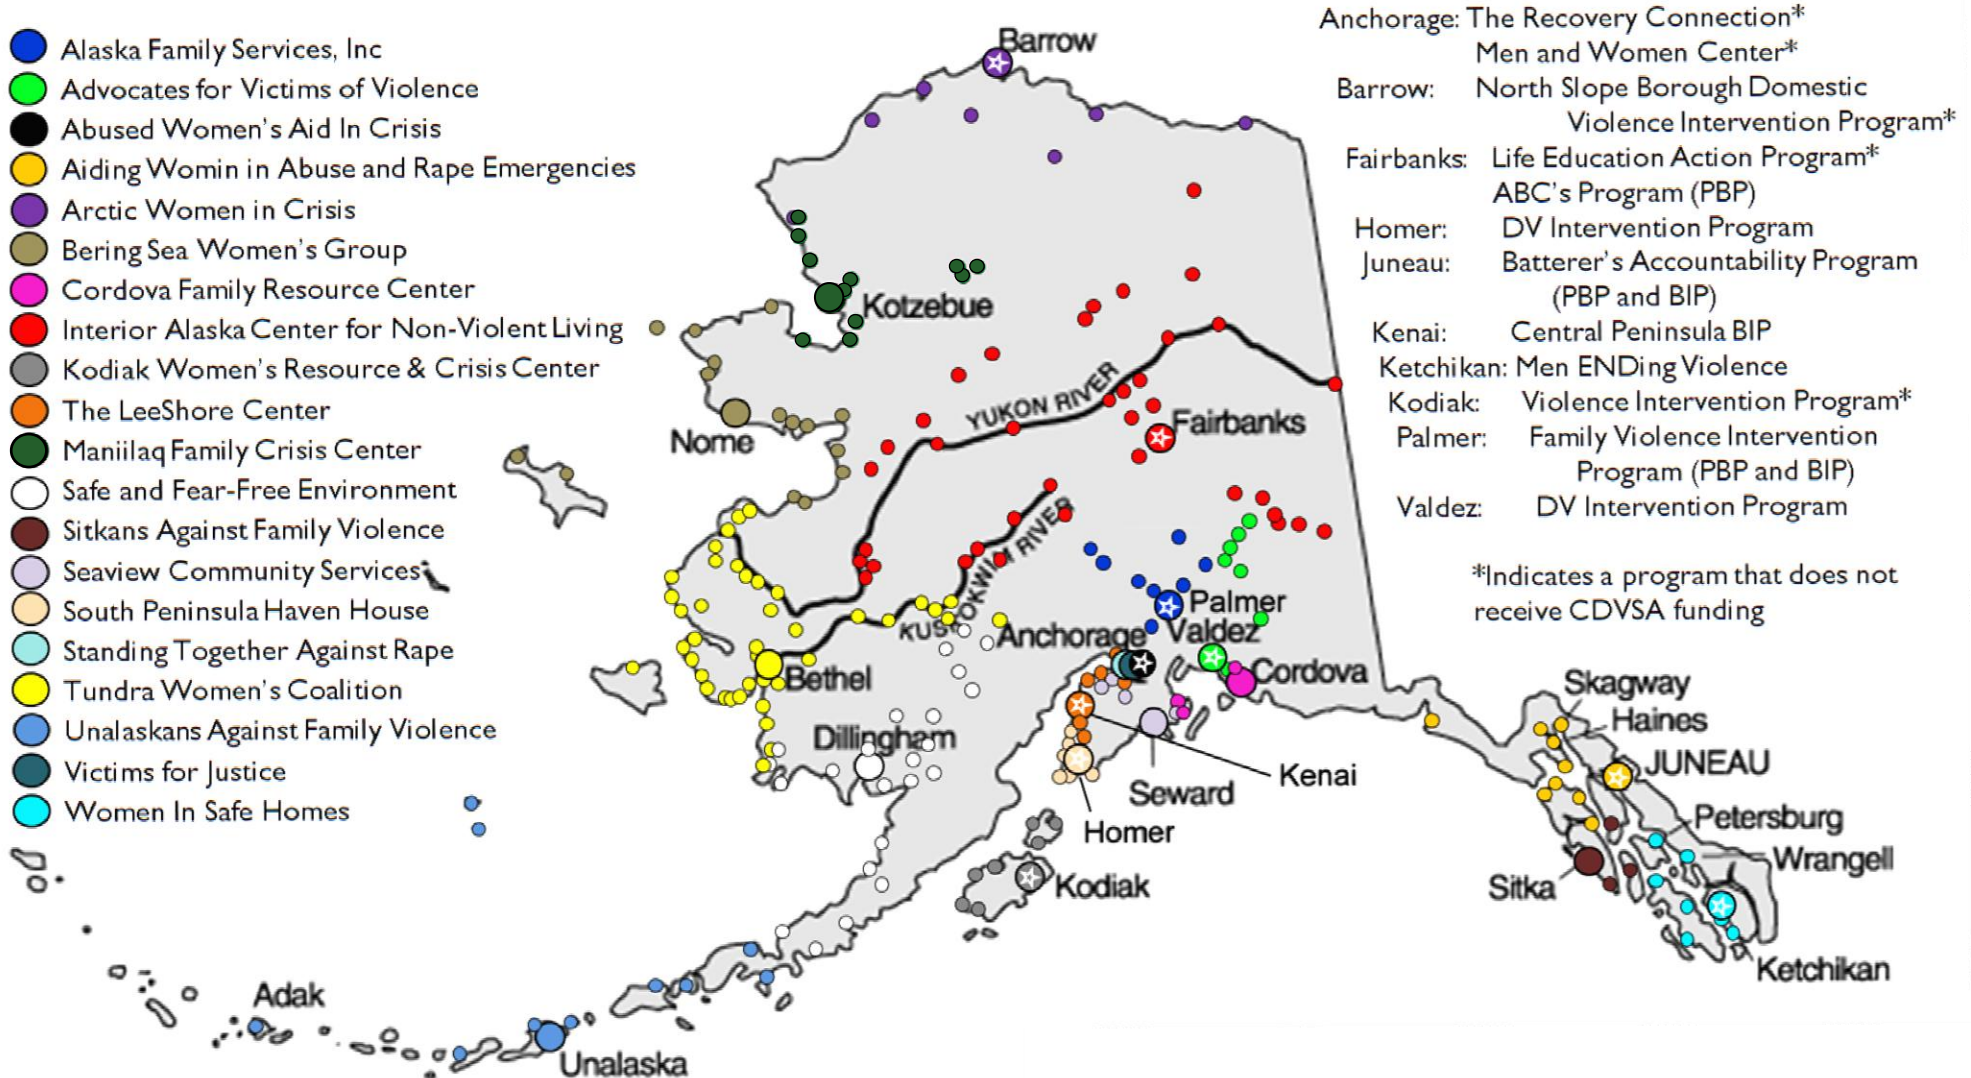 Alaska Family Services, Inc
Advocates for Victims of Violence
Abused Women's Aid In Crisis
Aiding Womin in Abuse and Rape Emergencies
Arctic Women in Crisis
Bering Sea Women's Group
Cordova Family Resource Center
Interior Alaska Center for Non-Violent Living
Kodiak Women's Resource & Crisis Center
The LeeShore Center
Maniilaq Family Crisis Center
Safe and Fear-Free Environment
Sitkans Against Family Violence
Seaview Community Services
South Peninsula Haven House
Standing Together Against Rape
Tundra Women's Coalition
Unalaskans Against Family Violence
Victims for Justice
Women In Safe Homes
Barrow
Kotzebue
YUKON RIVER
Fairbanks
Nome
KUSKOKWIM RIVER
Palmer
Anchorage
Valdez
Bethel
Cordova
Dillingham
Kenai
Seward
Homer
Kodiak
Adak
Unalaska
Skagway
Haines
JUNEAU
Petersburg
Wrangell
Sitka
Ketchikan
Anchorage: The Recovery Connection*
Men and Women Center*
Barrow: North Slope Borough Domestic
Violence Intervention Program*
Fairbanks: Life Education Action Program*
ABC's Program (PBP)
Homer: DV Intervention Program
Juneau: Batterer's Accountability Program
(PBP and BIP)
Kenai: Central Peninsula BIP
Ketchikan: Men ENDing Violence
Kodiak: Violence Intervention Program*
Palmer: Family Violence Intervention
Program (PBP and BIP)
Valdez: DV Intervention Program
*Indicates a program that does not
receive CDVSA funding